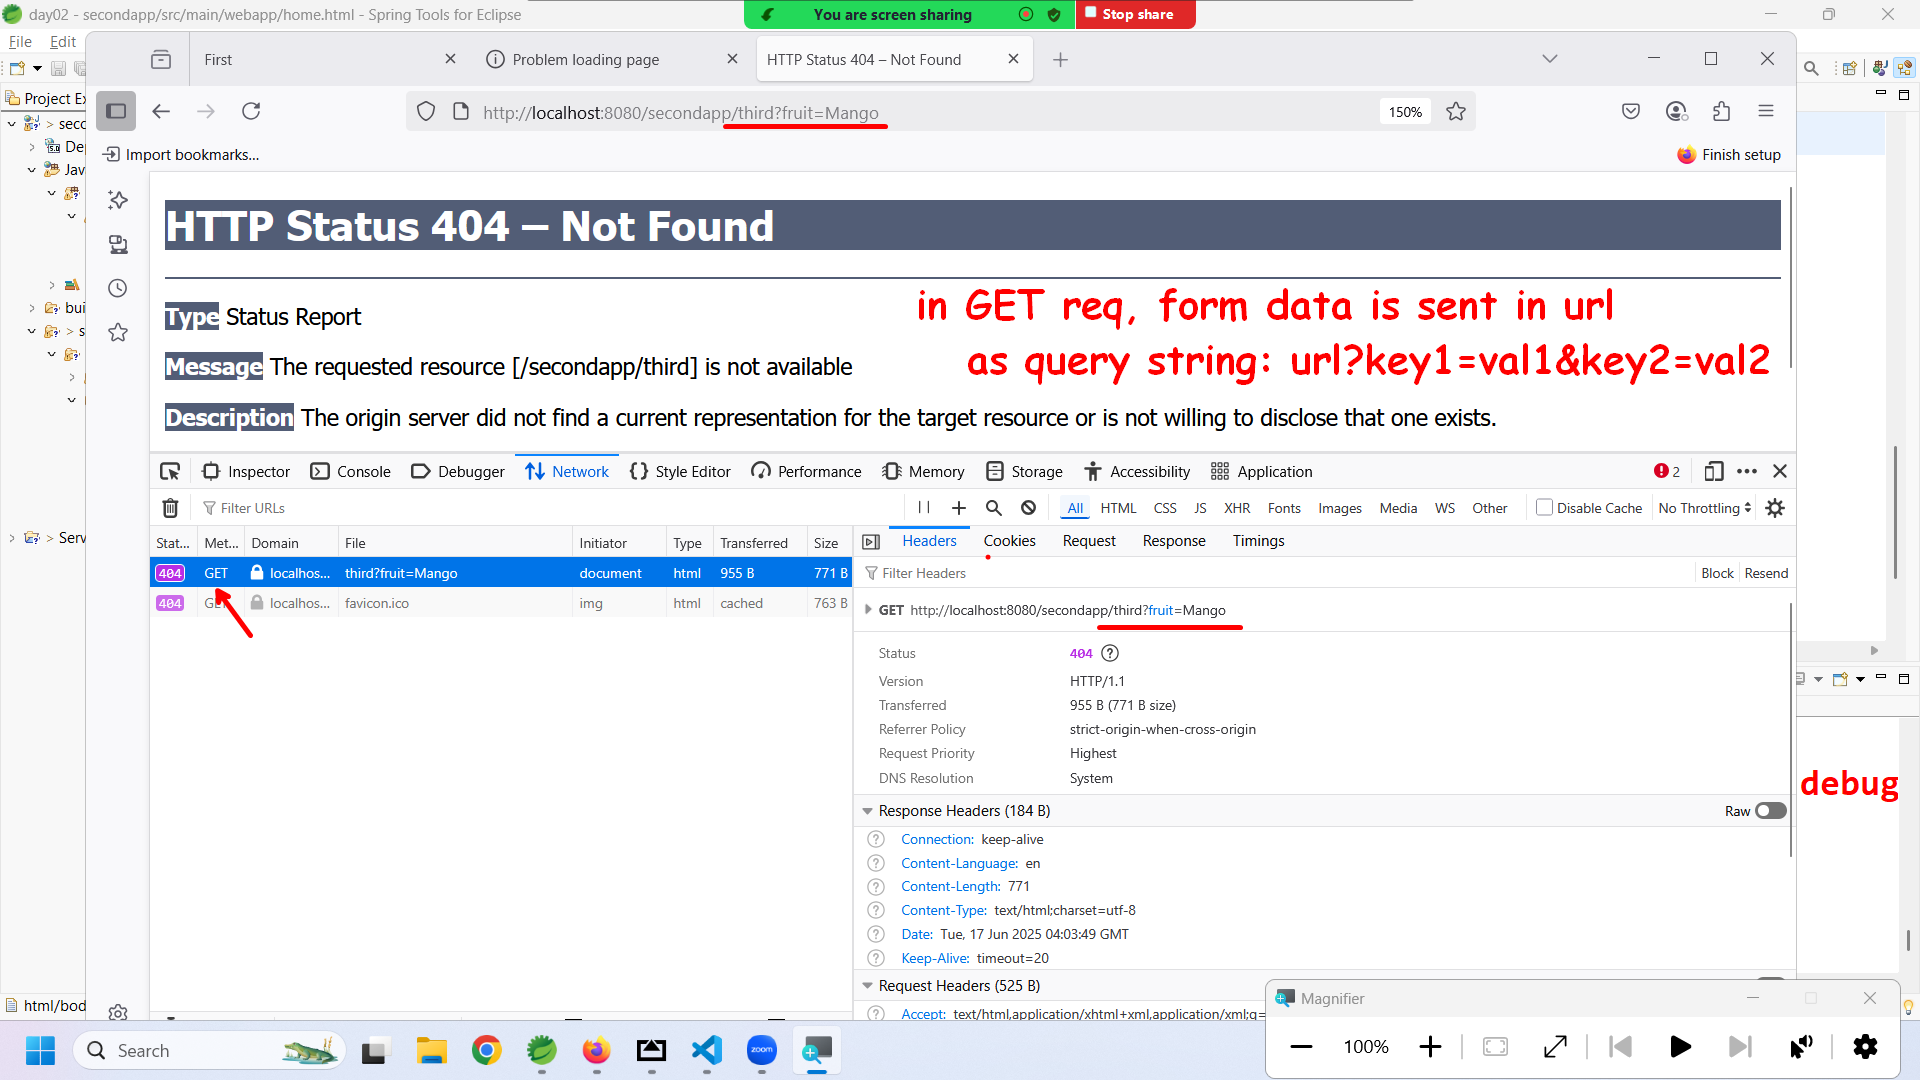 day02 - secondapp/src/main/webapp/home.html - Spring Tools for Eclipse
You are screen sharing
Stop share
File Edit
First
Problem loading page
HTTP Status 404 – Not Found
Project Ex
http://localhost:8080/secondapp/third?fruit=Mango
150%
Import bookmarks...
Finish setup
> seco
De
Jav
bui
> s
> Serv
HTTP Status 404 – Not Found
Type Status Report
in GET req, form data is sent in url
Message The requested resource [/secondapp/third] is not available
as query string: url?key1=val1&key2=val2
Description The origin server did not find a current representation for the target resource or is not willing to disclose that one exists.
Inspector Console Debugger Network Style Editor Performance Memory Storage Accessibility Application 2
Filter URLs
All HTML CSS JS XHR Fonts Images Media WS Other Disable Cache No Throttling
Stat... Met... Domain File Initiator Type Transferred Size
404 GET localhos... third?fruit=Mango document html 955 B 771 B
404 GET localhos... favicon.ico img html cached 763 B
Headers Cookies Request Response Timings
Filter Headers Block Resend
GET http://localhost:8080/secondapp/third?fruit=Mango
Status 404
Version HTTP/1.1
Transferred 955 B (771 B size)
Referrer Policy strict-origin-when-cross-origin
Request Priority Highest
DNS Resolution System
debug
Response Headers (184 B) Raw
Connection: keep-alive
Content-Language: en
Content-Length: 771
Content-Type: text/html;charset=utf-8
Date: Tue, 17 Jun 2025 04:03:49 GMT
Keep-Alive: timeout=20
Request Headers (525 B)
Accept: text/html,application/xhtml+xml,application/xml;q=
html/bod
Magnifier
100%
Search
zoom